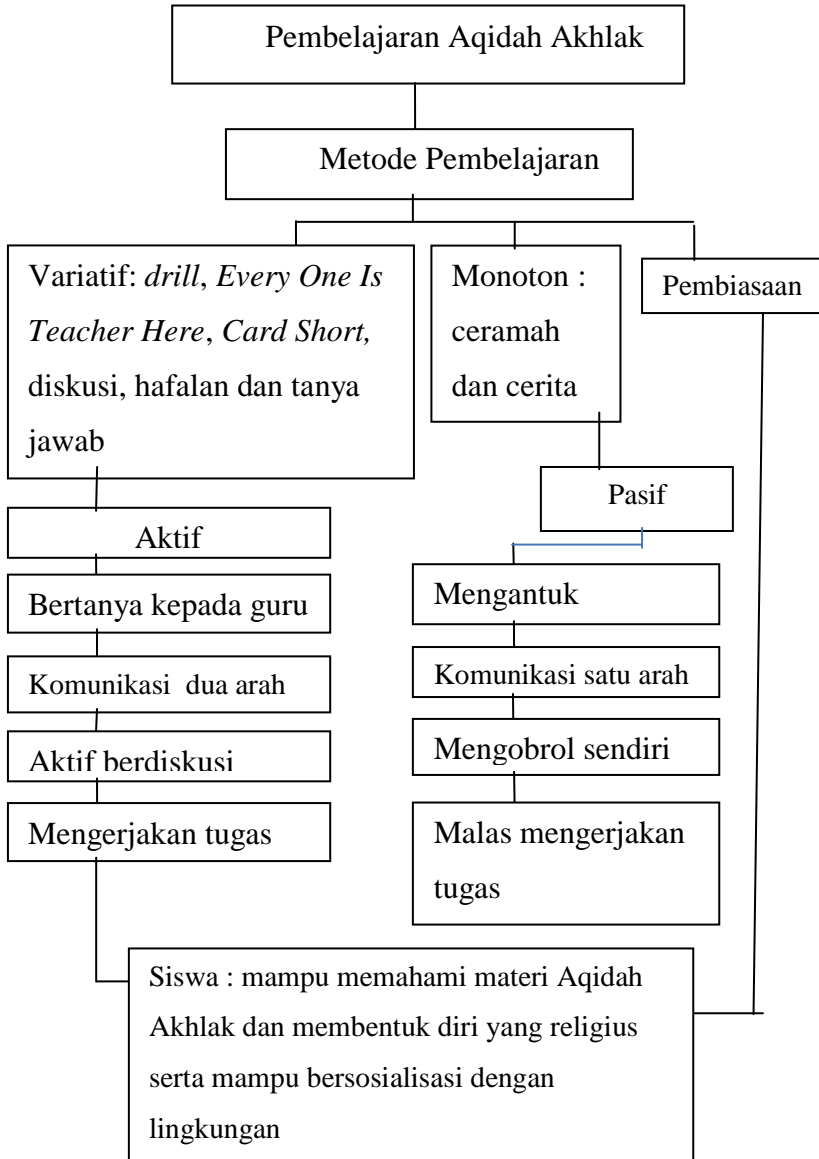 Pembelajaran Aqidah Akhlak
Metode Pembelajaran
Variatif: drill, Every One Is
Teacher Here, Card Short,
diskusi, hafalan dan tanya
jawab
Monoton :
ceramah
dan cerita
Pembiasaan
Pasif
Aktif
Bertanya kepada guru
Komunikasi dua arah
Aktif berdiskusi
Mengerjakan tugas
Mengantuk
Komunikasi satu arah
Mengobrol sendiri
Malas mengerjakan
tugas
Siswa : mampu memahami materi Aqidah
Akhlak dan membentuk diri yang religius
serta mampu bersosialisasi dengan
lingkungan